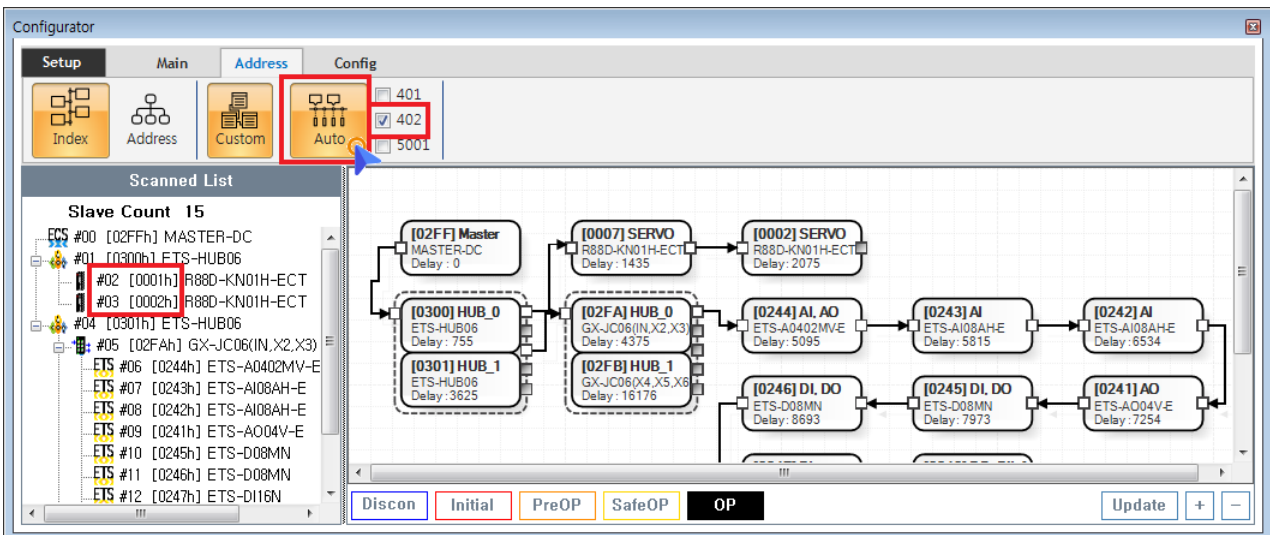 Configurator
Setup Main Address Config
Index
Address
Custom
Auto
401
402
5001
Scanned List
Slave Count 15
ECS #00 [02FFh] MASTER-DC
#01 [0300h] ETS-HUB06
#02 [0001h] R88D-KN01H-ECT
#03 [0002h] R88D-KN01H-ECT
#04 [0301h] ETS-HUB06
#05 [02FAh] GX-JC06(IN,X2,X3)
ETS #06 [0244h] ETS-A0402MV-E
ETS #07 [0243h] ETS-AI08AH-E
ETS #08 [0242h] ETS-AI08AH-E
ETS #09 [0241h] ETS-AO04V-E
ETS #10 [0245h] ETS-D08MN
ETS #11 [0246h] ETS-D08MN
ETS #12 [0247h] ETS-DI16N
[02FF] Master
MASTER-DC
Delay : 0
[0007] SERVO
R88D-KN01H-ECT
Delay : 1435
[0002] SERVO
R88D-KN01H-ECT
Delay : 2075
[0300] HUB_0
ETS-HUB06
Delay : 755
[0301] HUB_1
ETS-HUB06
Delay : 3625
[02FA] HUB_0
GX-JC06(IN,X2,X3)
Delay : 4375
[02FB] HUB_1
GX-JC06(X4,X5,X6
Delay : 16176
[0244] AI, AO
ETS-A0402MV-E
Delay : 5095
[0243] AI
ETS-AI08AH-E
Delay : 5815
[0242] AI
ETS-AI08AH-E
Delay : 6534
[0246] DI, DO
ETS-D08MN
Delay : 8693
[0245] DI, DO
ETS-D08MN
Delay : 7973
[0241] AO
ETS-AO04V-E
Delay : 7254
Discon Initial PreOP SafeOP OP Update + −